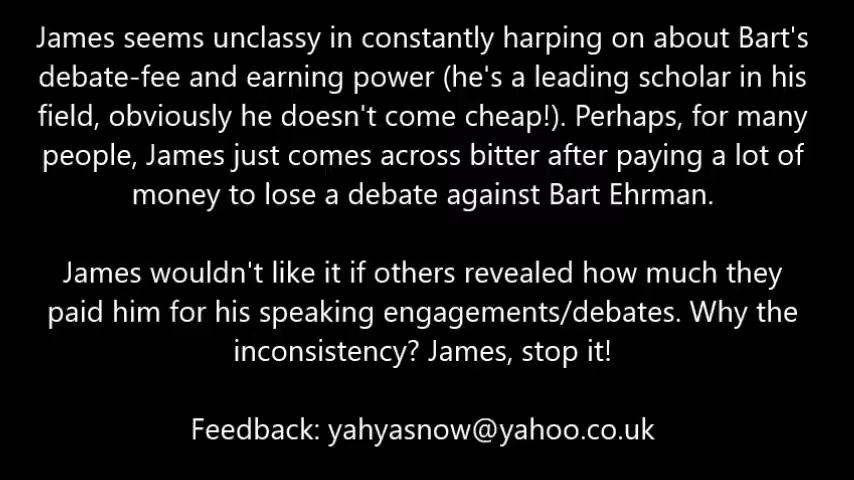 James seems unclassy in constantly harping on about Bart's
debate-fee and earning power (he's a leading scholar in his
field, obviously he doesn't come cheap!). Perhaps, for many
people, James just comes across bitter after paying a lot of
money to lose a debate against Bart Ehrman.
James wouldn't like it if others revealed how much they
paid him for his speaking engagements/debates. Why the
inconsistency? James, stop it!
Feedback: yahyasnow@yahoo.co.uk